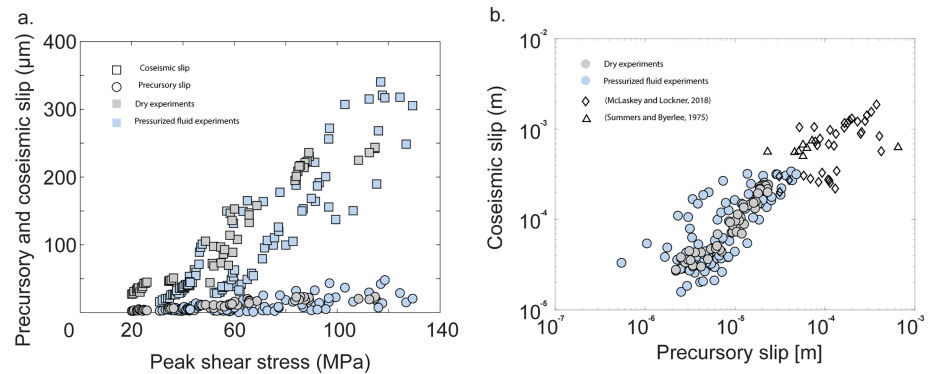 a.
Precursory and coseismic slip (µm)
400
300
200
100
0
20
60
100
140
Peak shear stress (MPa)
Coseismic slip
Precursory slip
Dry experiments
Pressurized fluid experiments
b.
Coseismic slip (m)
10-2
10-3
10-4
10-5
10-7
10-6
10-5
10-4
10-3
Precursory slip [m]
Dry experiments
Pressurized fluid experiments
(McLaskey and Lockner, 2018)
(Summers and Byerlee, 1975)